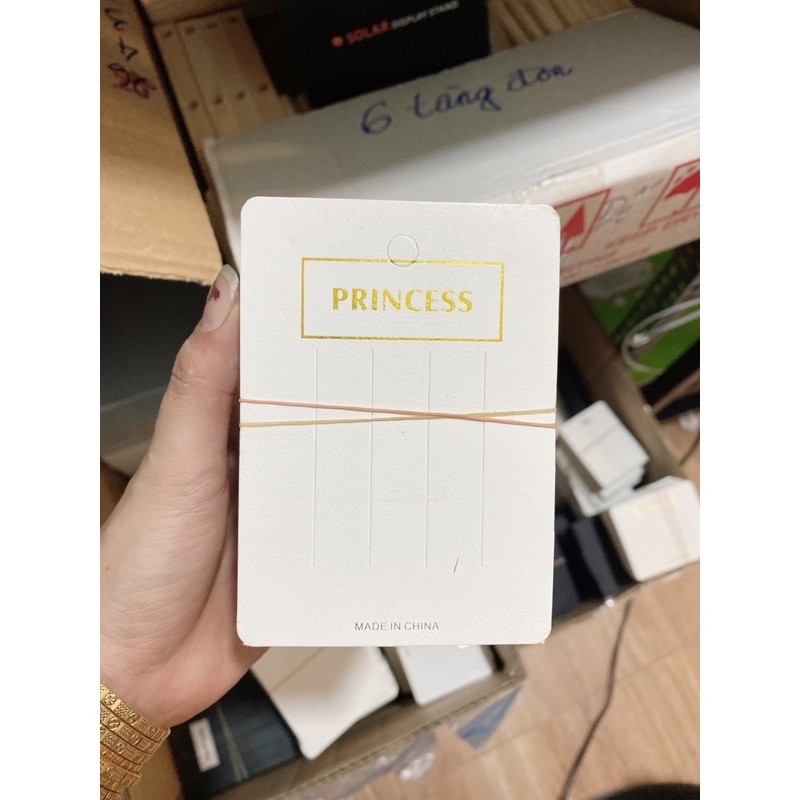 SOLAR DISPLAY STAND
6 tầng đơn
PRINCESS
MADE IN CHINA